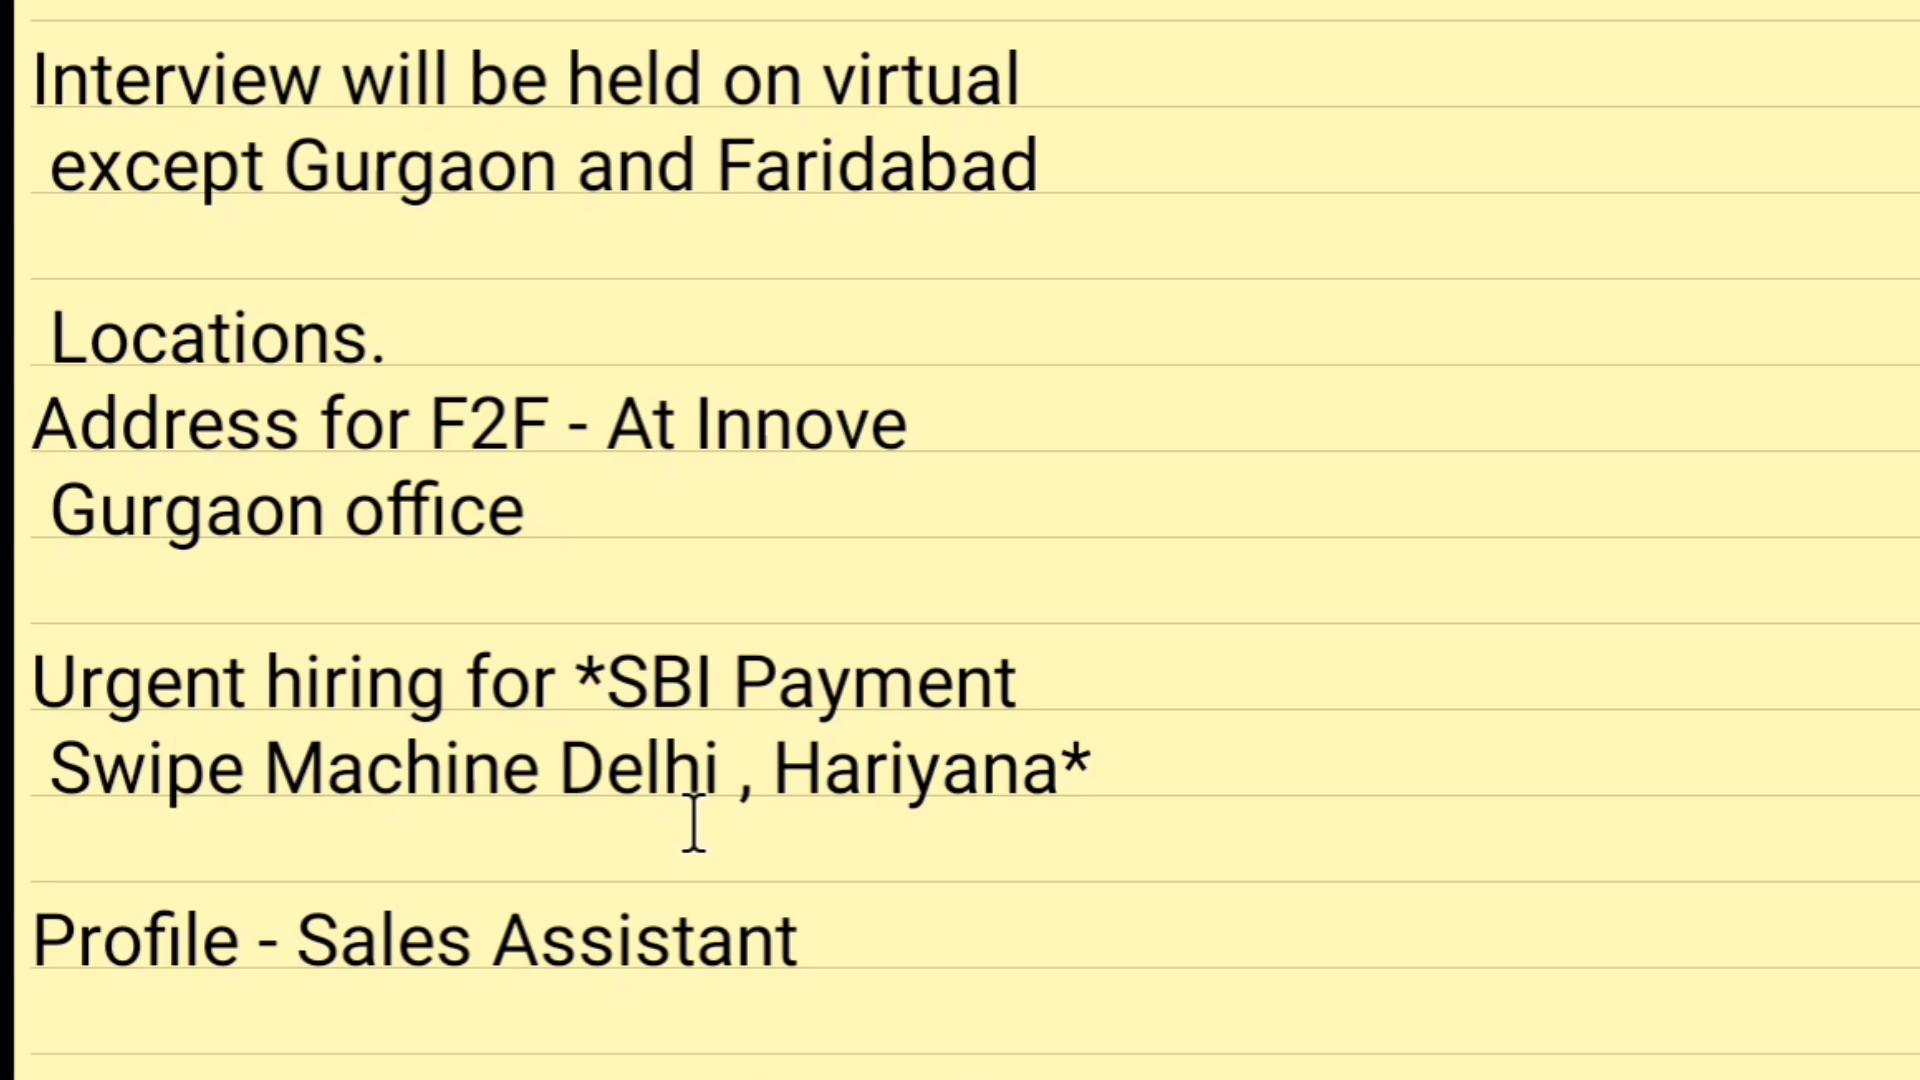 Interview will be held on virtual
except Gurgaon and Faridabad
Locations.
Address for F2F - At Innove
Gurgaon office
Urgent hiring for *SBI Payment
Swipe Machine Delhi , Hariyana*
Profile - Sales Assistant